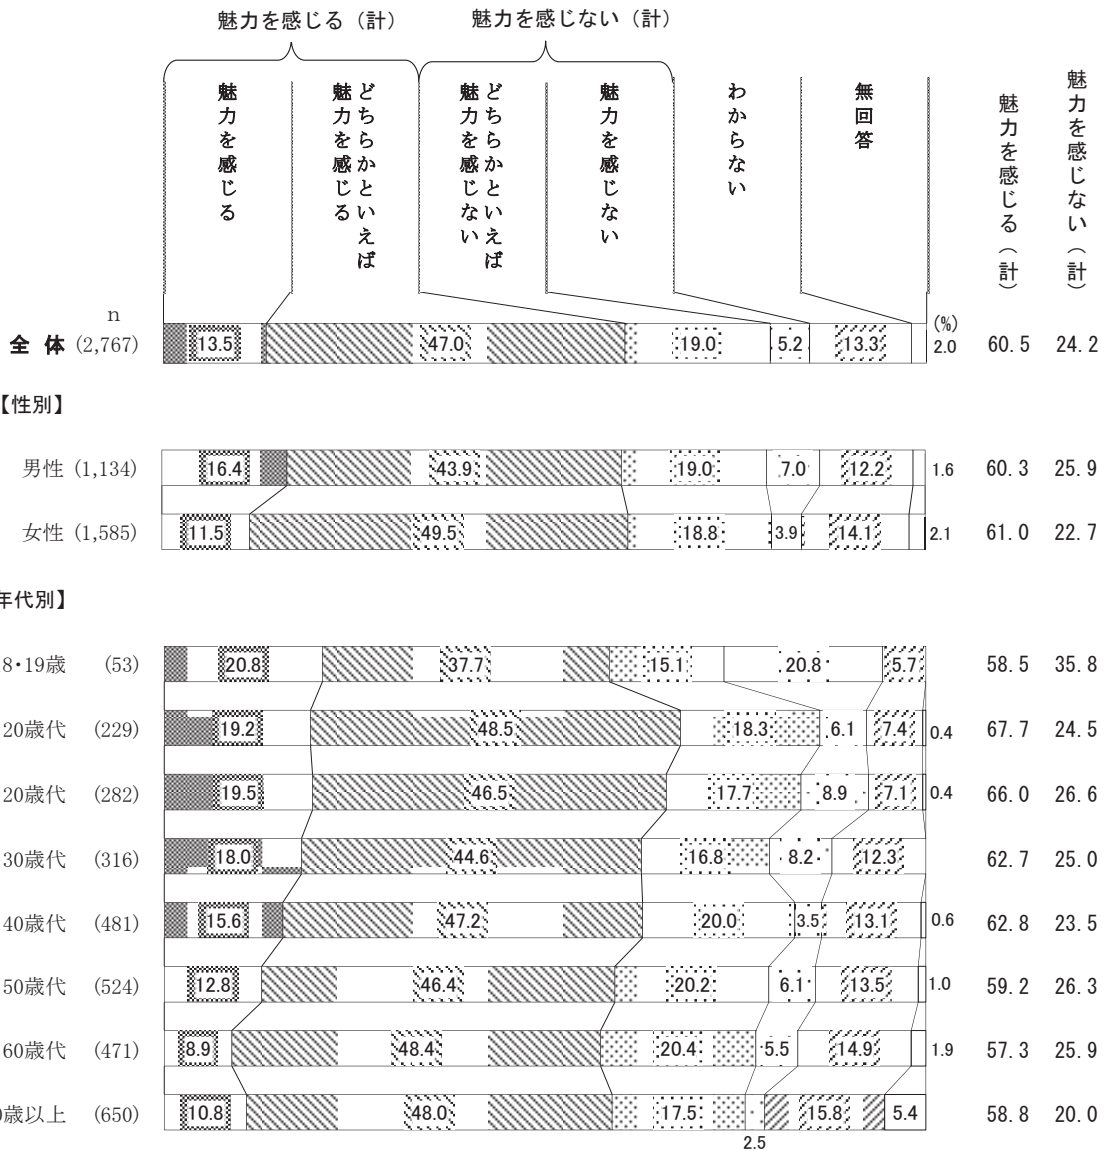 魅力を感じる（計）
魅力を感じない（計）
魅力を感じる
どちらかといえば
魅力を感じる
どちらかといえば
魅力を感じない
魅力を感じない
わからない
無回答
魅力を感じる（計）
魅力を感じない（計）
n
(%)
全 体 (2,767) 13.5 47.0 19.0 5.2 13.3 2.0 60.5 24.2
【性別】
男性 (1,134) 16.4 43.9 19.0 7.0 12.2 1.6 60.3 25.9
女性 (1,585) 11.5 49.5 18.8 3.9 14.1 2.1 61.0 22.7
年代別】
8・19歳 (53) 20.8 37.7 15.1 20.8 5.7 58.5 35.8
20歳代 (229) 19.2 48.5 18.3 6.1 7.4 0.4 67.7 24.5
20歳代 (282) 19.5 46.5 17.7 8.9 7.1 0.4 66.0 26.6
30歳代 (316) 18.0 44.6 16.8 8.2 12.3 62.7 25.0
40歳代 (481) 15.6 47.2 20.0 3.5 13.1 0.6 62.8 23.5
50歳代 (524) 12.8 46.4 20.2 6.1 13.5 1.0 59.2 26.3
60歳代 (471) 8.9 48.4 20.4 5.5 14.9 1.9 57.3 25.9
0歳以上 (650) 10.8 48.0 17.5 2.5 15.8 5.4 58.8 20.0